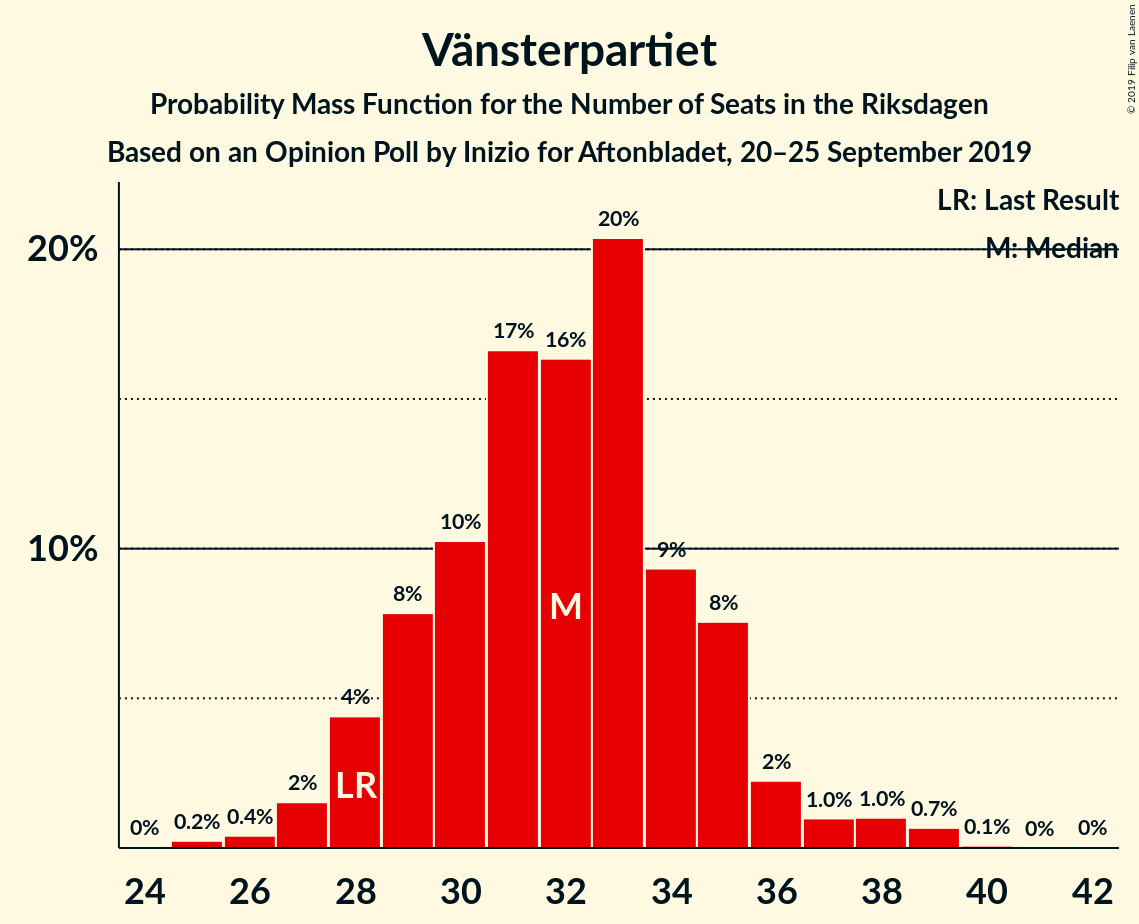 Vänsterpartiet
Probability Mass Function for the Number of Seats in the Riksdagen
Based on an Opinion Poll by Inizio for Aftonbladet, 20–25 September 2019
© 2019 Filip van Laenen
LR: Last Result
M: Median
20%
10%
0%
0.2%
0.4%
2%
4%
8%
10%
17%
16%
20%
9%
8%
2%
1.0%
1.0%
0.7%
0.1%
0%
0%
LR
M
24 26 28 30 32 34 36 38 40 42